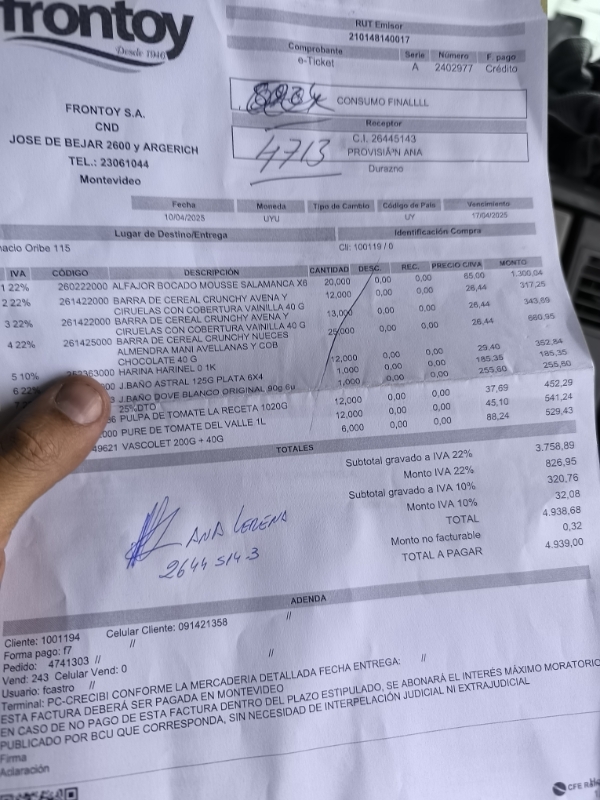 frontoy
Desde 1946
FRONTOY S.A.
CND
JOSE DE BEJAR 2600 y ARGERICH
TEL.: 23061044
Montevideo
RUT Emisor
210148140017
Comprobante Serie Número F. pago
e-Ticket A 2402977 Crédito
CONSUMO FINALLLL
Receptor
4713
C.I. 26445143
PROVISIÃ“N ANA
Durazno
Fecha Moneda Tipo de Cambio Código de País Vencimiento
10/04/2025 UYU UY 17/04/2025
Lugar de Destino/Entrega Identificación Compra
nacio Oribe 115 Cli: 100119 / 0
IVA CÓDIGO DESCRIPCIÓN CANTIDAD DESC. REC. PRECIO C/IVA MONTO
1 22% 260222000 ALFAJOR BOCADO MOUSSE SALAMANCA X6 20,000 0,00 0,00 65,00 1.300,04
2 22% 261422000 BARRA DE CEREAL CRUNCHY AVENA Y 12,000 0,00 0,00 26,44 317,25
CIRUELAS CON COBERTURA VAINILLA 40 G
3 22% 261422000 BARRA DE CEREAL CRUNCHY AVENA Y 13,000 0,00 0,00 26,44 343,69
CIRUELAS CON COBERTURA VAINILLA 40 G
4 22% 261425000 BARRA DE CEREAL CRUNCHY NUECES 25,000 0,00 0,00 26,44 660,95
ALMENDRA MANI AVELLANAS Y COB
CHOCOLATE 40 G
5 10% 363000 HARINA HARINEL 0 1K 12,000 0,00 0,00 29,40 352,84
6 22% J.BAÑO ASTRAL 125G PLATA 6X4 1,000 0,00 0,00 185,35 185,35
J.BAÑO DOVE BLANCO ORIGINAL 90g 6u 1,000 0,00 0,00 255,60 255,60
25%DTO
PULPA DE TOMATE LA RECETA 1020G 12,000 0,00 0,00 37,69 452,29
000 PURE DE TOMATE DEL VALLE 1L 12,000 0,00 0,00 45,10 541,24
49621 VASCOLET 200G + 40G 6,000 0,00 0,00 88,24 529,43
TOTALES
Subtotal gravado a IVA 22% 3.758,89
Monto IVA 22% 826,95
Subtotal gravado a IVA 10% 320,76
Monto IVA 10% 32,08
TOTAL 4.938,68
Monto no facturable 0,32
TOTAL A PAGAR 4.939,00
ANA LERENA
2644 514 3
ADENDA
Cliente: 1001194 Celular Cliente: 091421358 //
Forma pago: f7 //
Pedido: 4741303 // //
Vend: 243 Celular Vend: 0
Usuario: fcastro //
Terminal: PC-CRECIBI CONFORME LA MERCADERIA DETALLADA FECHA ENTREGA: //
ESTA FACTURA DEBERÁ SER PAGADA EN MONTEVIDEO
EN CASO DE NO PAGO DE ESTA FACTURA DENTRO DEL PLAZO ESTIPULADO, SE ABONARÁ EL INTERÉS MÁXIMO MORATORIO
PUBLICADO POR BCU QUE CORRESPONDA, SIN NECESIDAD DE INTERPELACIÓN JUDICIAL NI EXTRAJUDICIAL
Firma
Aclaración
CFE